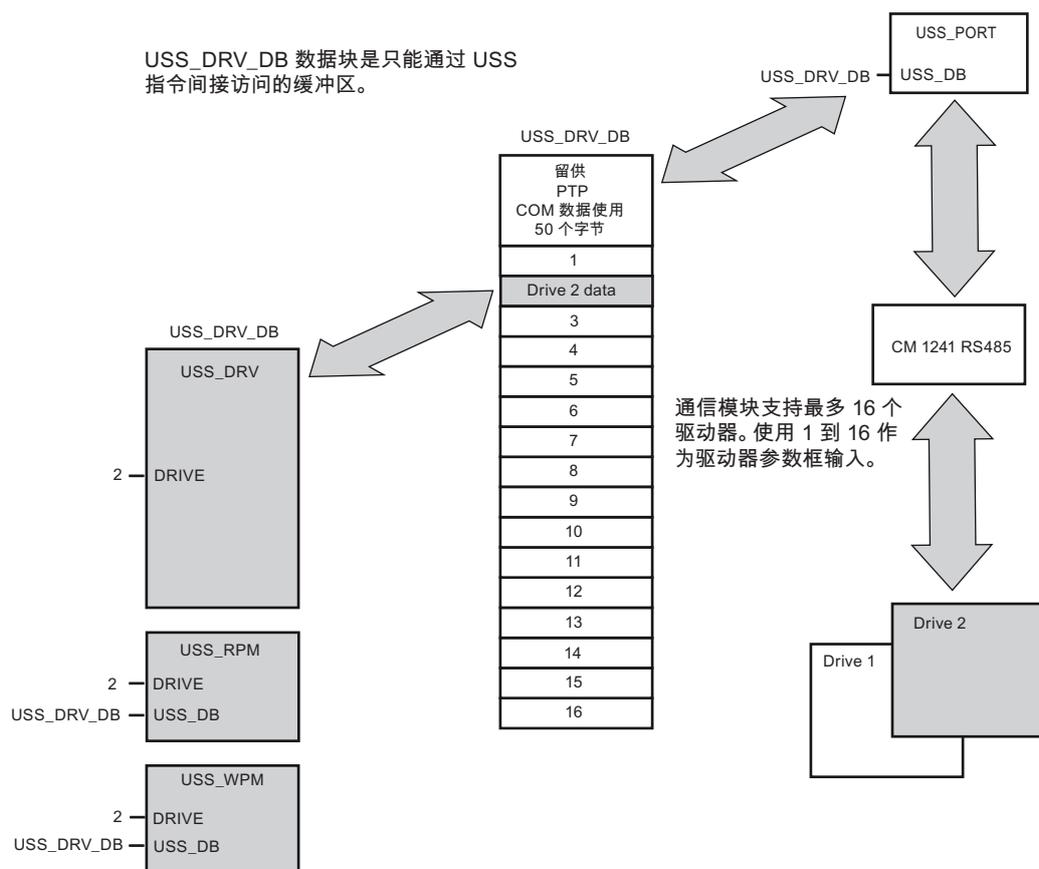 USS_DRV_DB 数据块是只能通过 USS
指令间接访问的缓冲区。
USS_PORT
USS_DRV_DB
USS_DB
USS_DRV_DB
留供
PTP
COM 数据使用
50 个字节
1
Drive 2 data
3
4
5
6
7
8
9
10
11
12
13
14
15
16
USS_DRV_DB
USS_DRV
2
DRIVE
USS_RPM
2
DRIVE
USS_DRV_DB
USS_DB
USS_WPM
2
DRIVE
USS_DRV_DB
USS_DB
CM 1241 RS485
通信模块支持最多 16 个
驱动器。使用 1 到 16 作
为驱动器参数框输入。
Drive 2
Drive 1